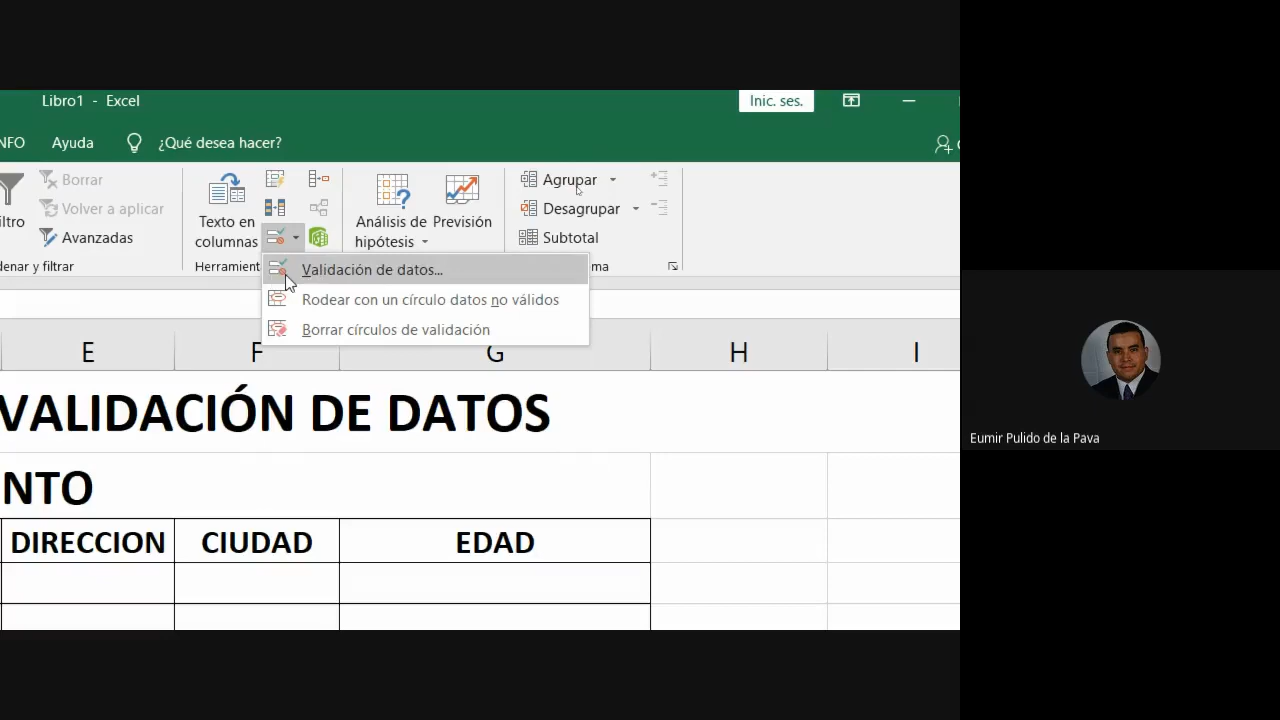 Libro1 - Excel
Inic. ses.
NFO Ayuda ¿Qué desea hacer?
Borrar
Volver a aplicar
Avanzadas
Texto en
columnas
Análisis de
hipótesis
Previsión
Agrupar
Desagrupar
Subtotal
Validación de datos...
Rodear con un círculo datos no válidos
Borrar círculos de validación
E F G H I
VALIDACIÓN DE DATOS
NTO
DIRECCION CIUDAD EDAD
Eumir Pulido de la Pava